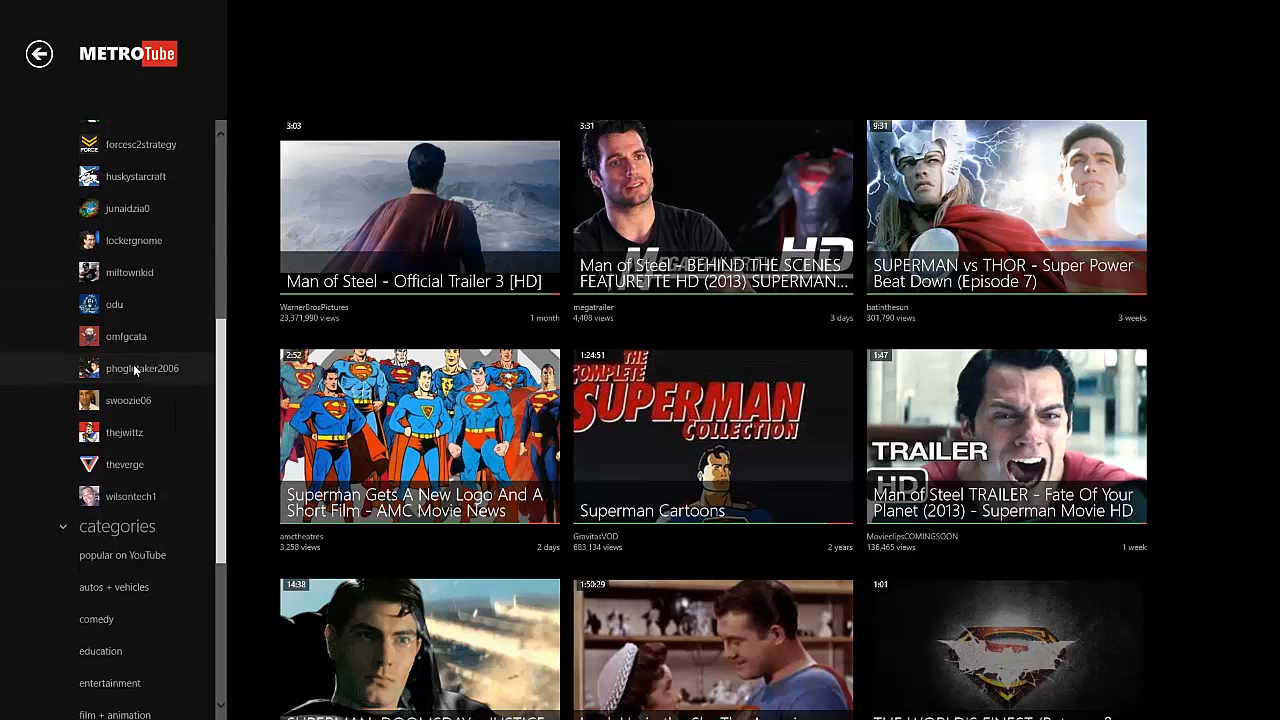 METROTube
forcesc2strategy
huskystarcraft
junaidzia0
lockergnome
miltownkid
odu
omfgcata
swoozie06
thejwittz
theverge
wilsontech1
categories
popular on YouTube
autos + vehicles
comedy
education
entertainment
film + animation
3:03
Man of Steel - Official Trailer 3 [HD]
WarnerBrosPictures
23,371,990 views
1 month
3:31
HD
Man of Steel - BEHIND THE SCENES
FEATURETTE HD (2013) SUPERMAN...
megatrailer
4,408 views
3 days
9:31
SUPERMAN vs THOR - Super Power
Beat Down (Episode 7)
batinthesun
301,790 views
3 weeks
2:52
Superman Gets A New Logo And A
Short Film - AMC Movie News
amctheatres
3,258 views
2 days
1:24:51
THE
COMPLETE
SUPERMAN
COLLECTION
Superman Cartoons
GravitasVOD
683,134 views
2 years
1:47
TRAILER
HD
Man of Steel TRAILER - Fate Of Your
Planet (2013) - Superman Movie HD
MovieclipsCOMINGSOON
136,465 views
1 week
14:38
1:50:29
1:01